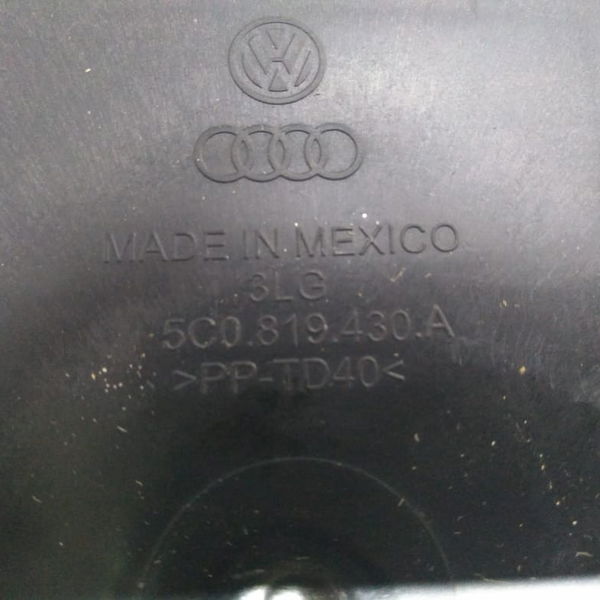 MADE IN MEXICO
3LG
5C0.819.430.A
>PP-TD40<